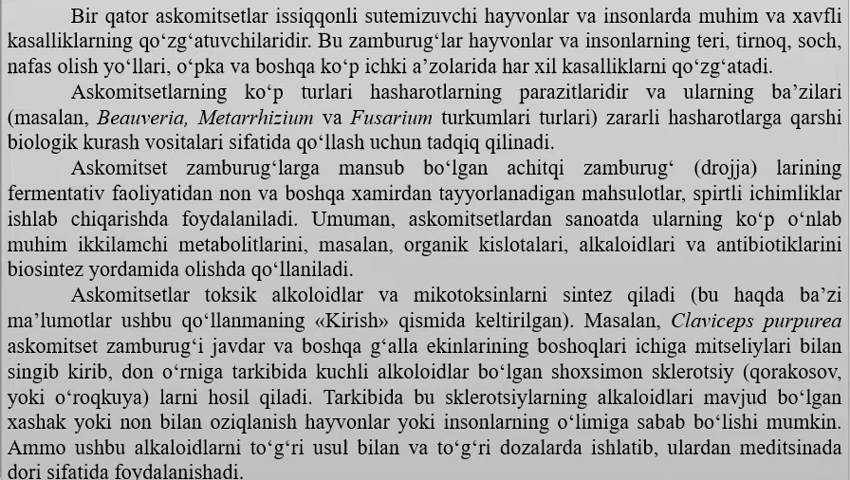 Bir qator askomitsetlar issiqqonli sutemizuvchi hayvonlar va insonlarda muhim va xavfli
kasalliklarning qo‘zg‘atuvchilaridir. Bu zamburug‘lar hayvonlar va insonlarning teri, tirnoq, soch,
nafas olish yo‘llari, o‘pka va boshqa ko‘p ichki a’zolarida har xil kasalliklarni qo‘zg‘atadi.
Askomitsetlarning ko‘p turlari hasharotlarning parazitlaridir va ularning ba’zilari
(masalan, Beauveria, Metarrhizium va Fusarium turkumlari turlari) zararli hasharotlarga qarshi
biologik kurash vositalari sifatida qo‘llash uchun tadqiq qilinadi.
Askomitset zamburug‘larga mansub bo‘lgan achitqi zamburug‘ (drojja) larining
fermentativ faoliyatidan non va boshqa xamirdan tayyorlanadigan mahsulotlar, spirtli ichimliklar
ishlab chiqarishda foydalaniladi. Umuman, askomitsetlardan sanoatda ularning ko‘p o‘nlab
muhim ikkilamchi metabolitlarini, masalan, organik kislotalari, alkaloidlari va antibiotiklarini
biosintez yordamida olishda qo‘llaniladi.
Askomitsetlar toksik alkoloidlar va mikotoksinlarni sintez qiladi (bu haqda ba’zi
ma’lumotlar ushbu qo‘llanmaning «Kirish» qismida keltirilgan). Masalan, Claviceps purpurea
askomitset zamburug‘i javdar va boshqa g‘alla ekinlarining boshoqlari ichiga mitseliylari bilan
singib kirib, don o‘rniga tarkibida kuchli alkoloidlar bo‘lgan shoxsimon sklerotsiy (qorakosov,
yoki o‘roqkuya) larni hosil qiladi. Tarkibida bu sklerotsiylarning alkaloidlari mavjud bo‘lgan
xashak yoki non bilan oziqlanish hayvonlar yoki insonlarning o‘limiga sabab bo‘lishi mumkin.
Ammo ushbu alkaloidlarni to‘g‘ri usul bilan va to‘g‘ri dozalarda ishlatib, ulardan meditsinada
dori sifatida foydalanishadi.